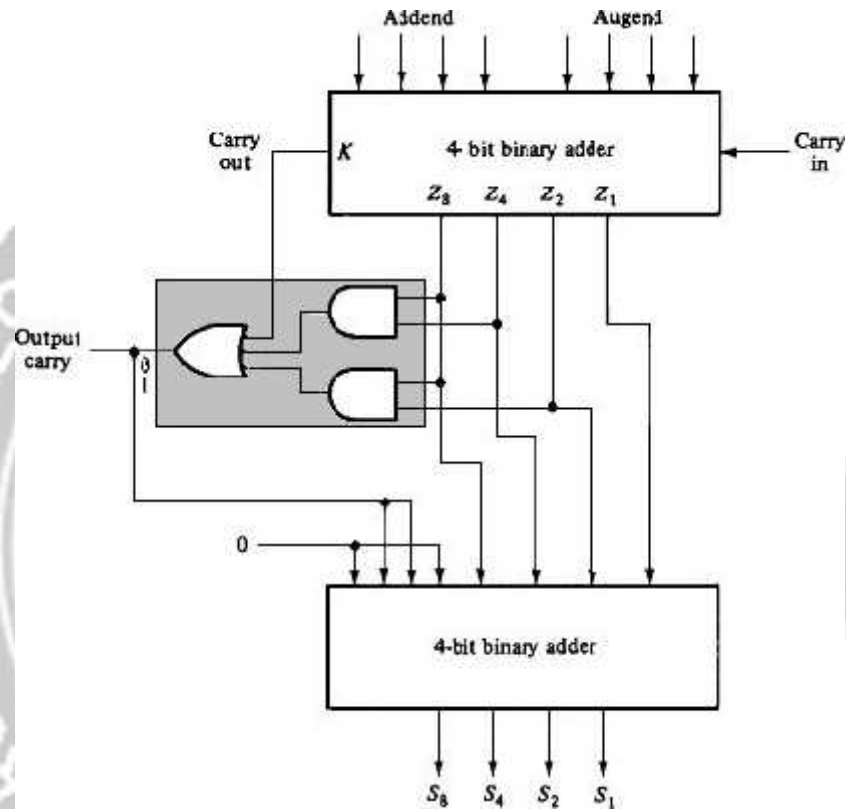 Addend
Augend
Carry
out
K
4-bit binary adder
Carry
in
Z8 Z4 Z2 Z1
Output
carry
0
1
0
4-bit binary adder
S8 S4 S2 S1